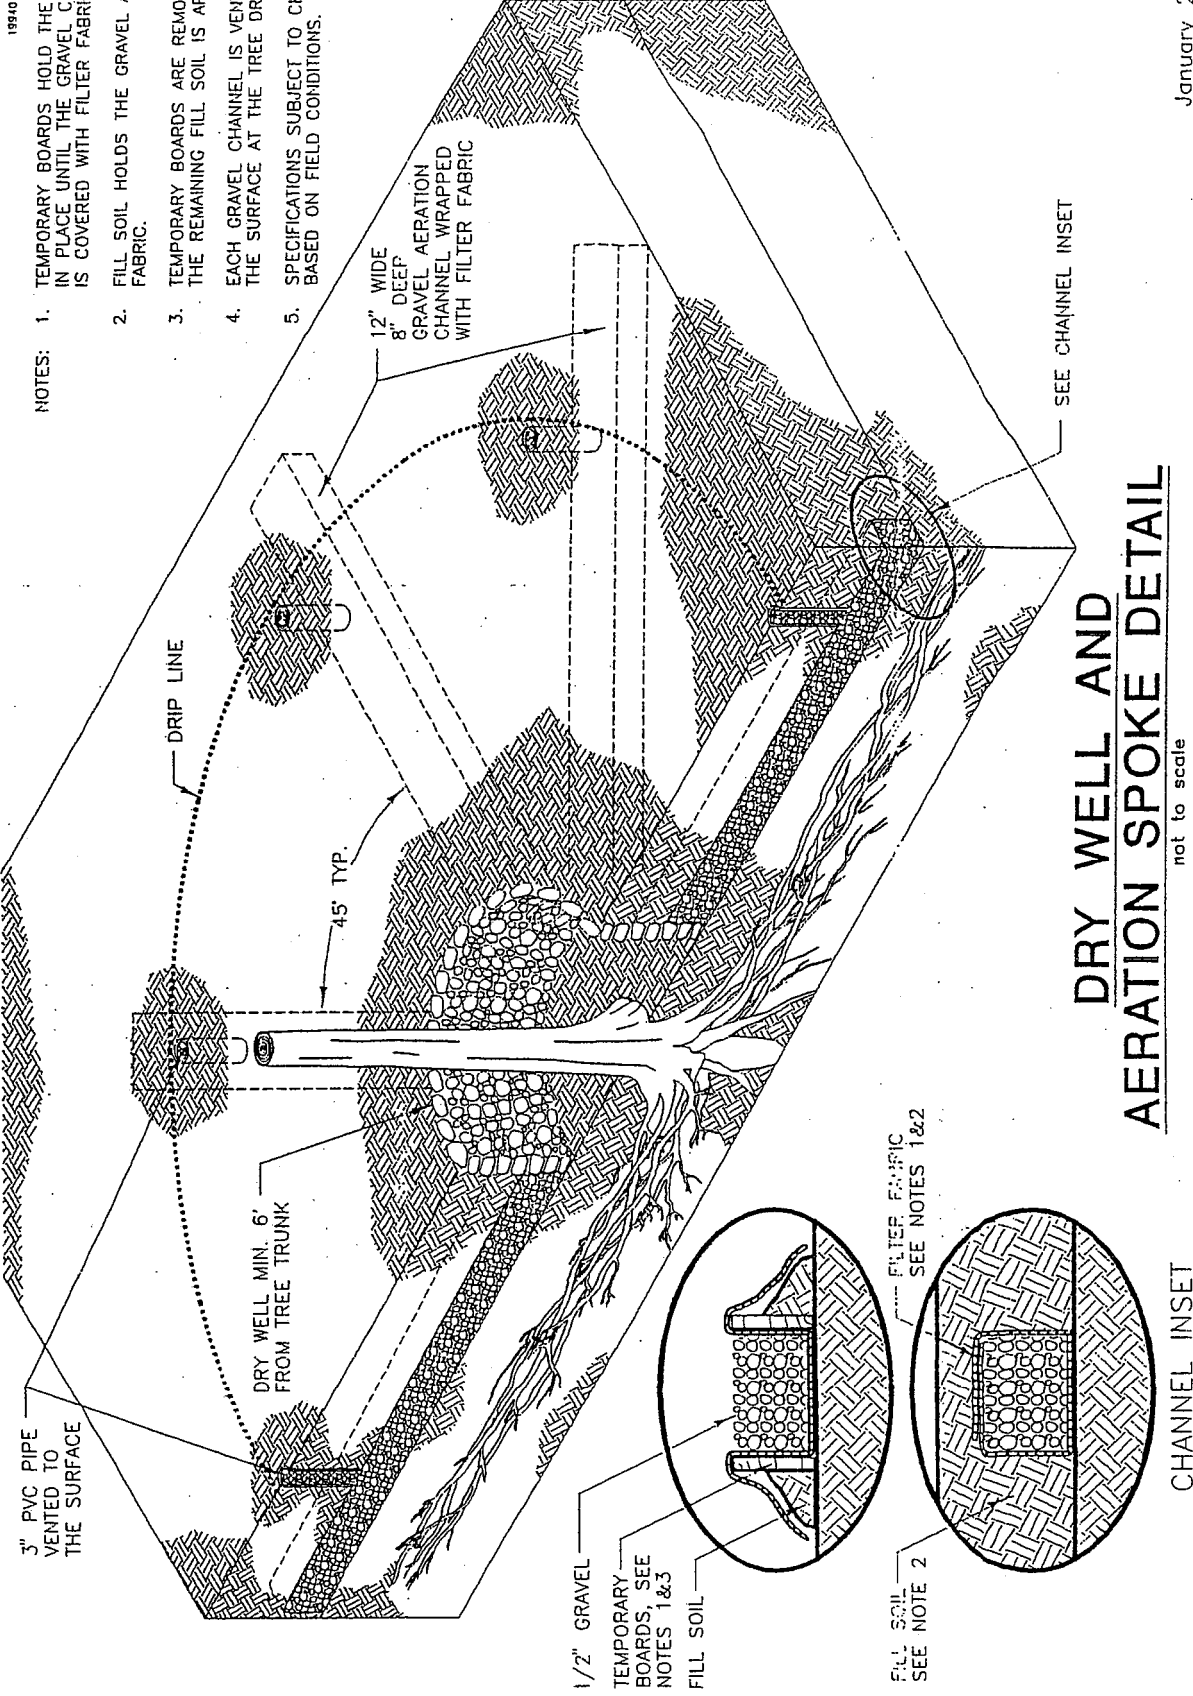 19940
NOTES: 1. TEMPORARY BOARDS HOLD THE
IN PLACE UNTIL THE GRAVEL
IS COVERED WITH FILTER FABRI
2. FILL SOIL HOLDS THE GRAVEL
FABRIC.
3. TEMPORARY BOARDS ARE REMO
THE REMAINING FILL SOIL IS
4. EACH GRAVEL CHANNEL IS VEN
THE SURFACE AT THE TREE DR
5. SPECIFICATIONS SUBJECT TO
BASED ON FIELD CONDITIONS.
3" PVC PIPE
VENTED TO
THE SURFACE
DRIP LINE
45° TYP.
12" WIDE
8" DEEP
GRAVEL AERATION
CHANNEL WRAPPED
WITH FILTER FABRIC
DRY WELL MIN. 6'
FROM TREE TRUNK
SEE CHANNEL INSET
1/2" GRAVEL
TEMPORARY
BOARDS, SEE
NOTES 1&3
FILL SOIL
FILTER FABRIC
SEE NOTES 1&2
FILL SOIL
SEE NOTE 2
CHANNEL INSET
DRY WELL AND
AERATION SPOKE DETAIL
not to scale
January